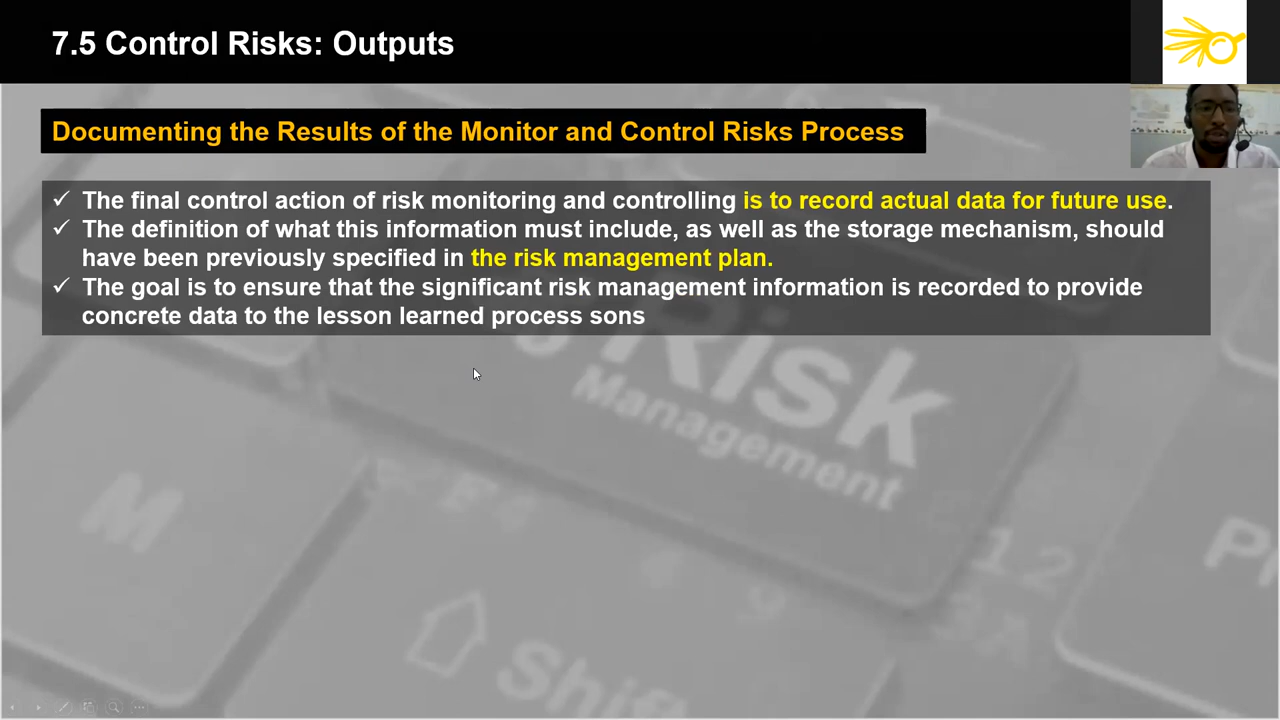 7.5 Control Risks: Outputs
Documenting the Results of the Monitor and Control Risks Process
✓ The final control action of risk monitoring and controlling is to record actual data for future use.
✓ The definition of what this information must include, as well as the storage mechanism, should
have been previously specified in the risk management plan.
✓ The goal is to ensure that the significant risk management information is recorded to provide
concrete data to the lesson learned process sons
Risk
Management
M
F4
12
3A
Shift